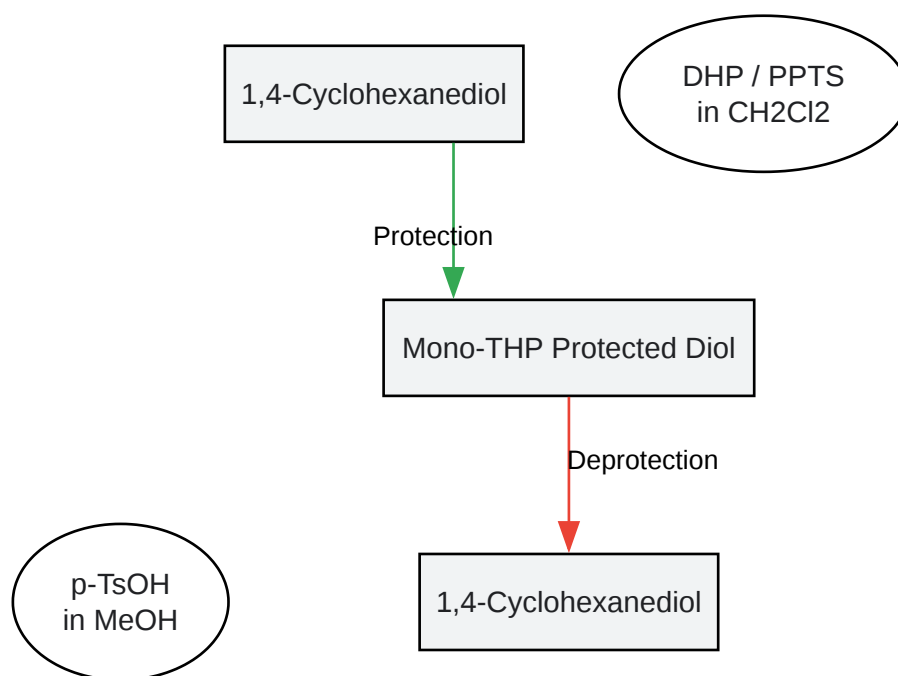 1,4-Cyclohexanediol
DHP / PPTS
in CH2Cl2
Protection
Mono-THP Protected Diol
Deprotection
p-TsOH
in MeOH
1,4-Cyclohexanediol